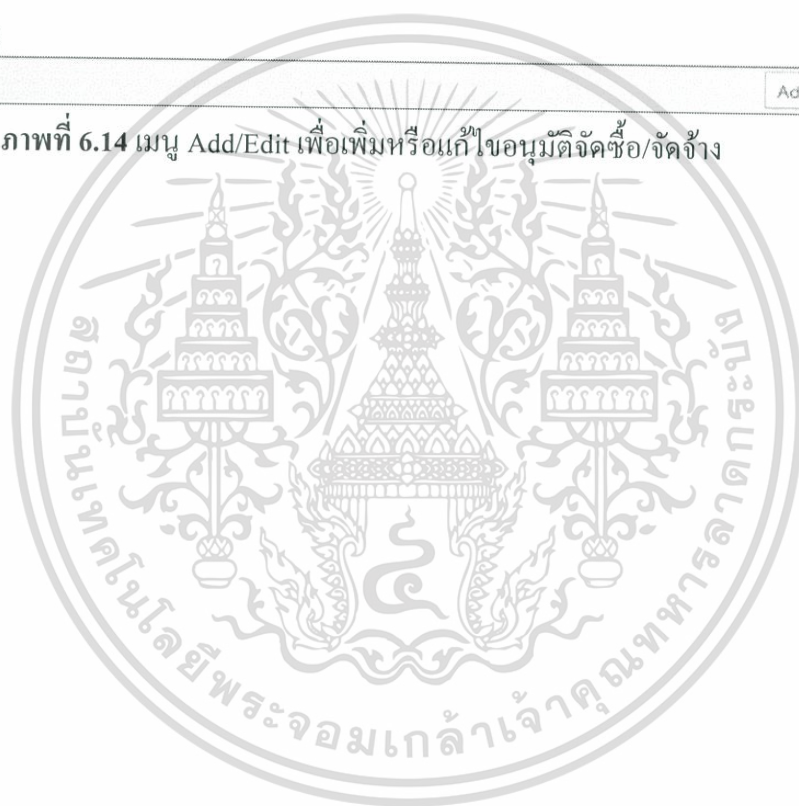 Ad
ภาพที่ 6.14 เมนู Add/Edit เพื่อเพิ่มหรือแก้ไขอนุมัติจัดซื้อ/จัดจ้าง
สถาบันเทคโนโลยีพระจอมเกล้าเจ้าคุณทหารลาดกระบัง
๔